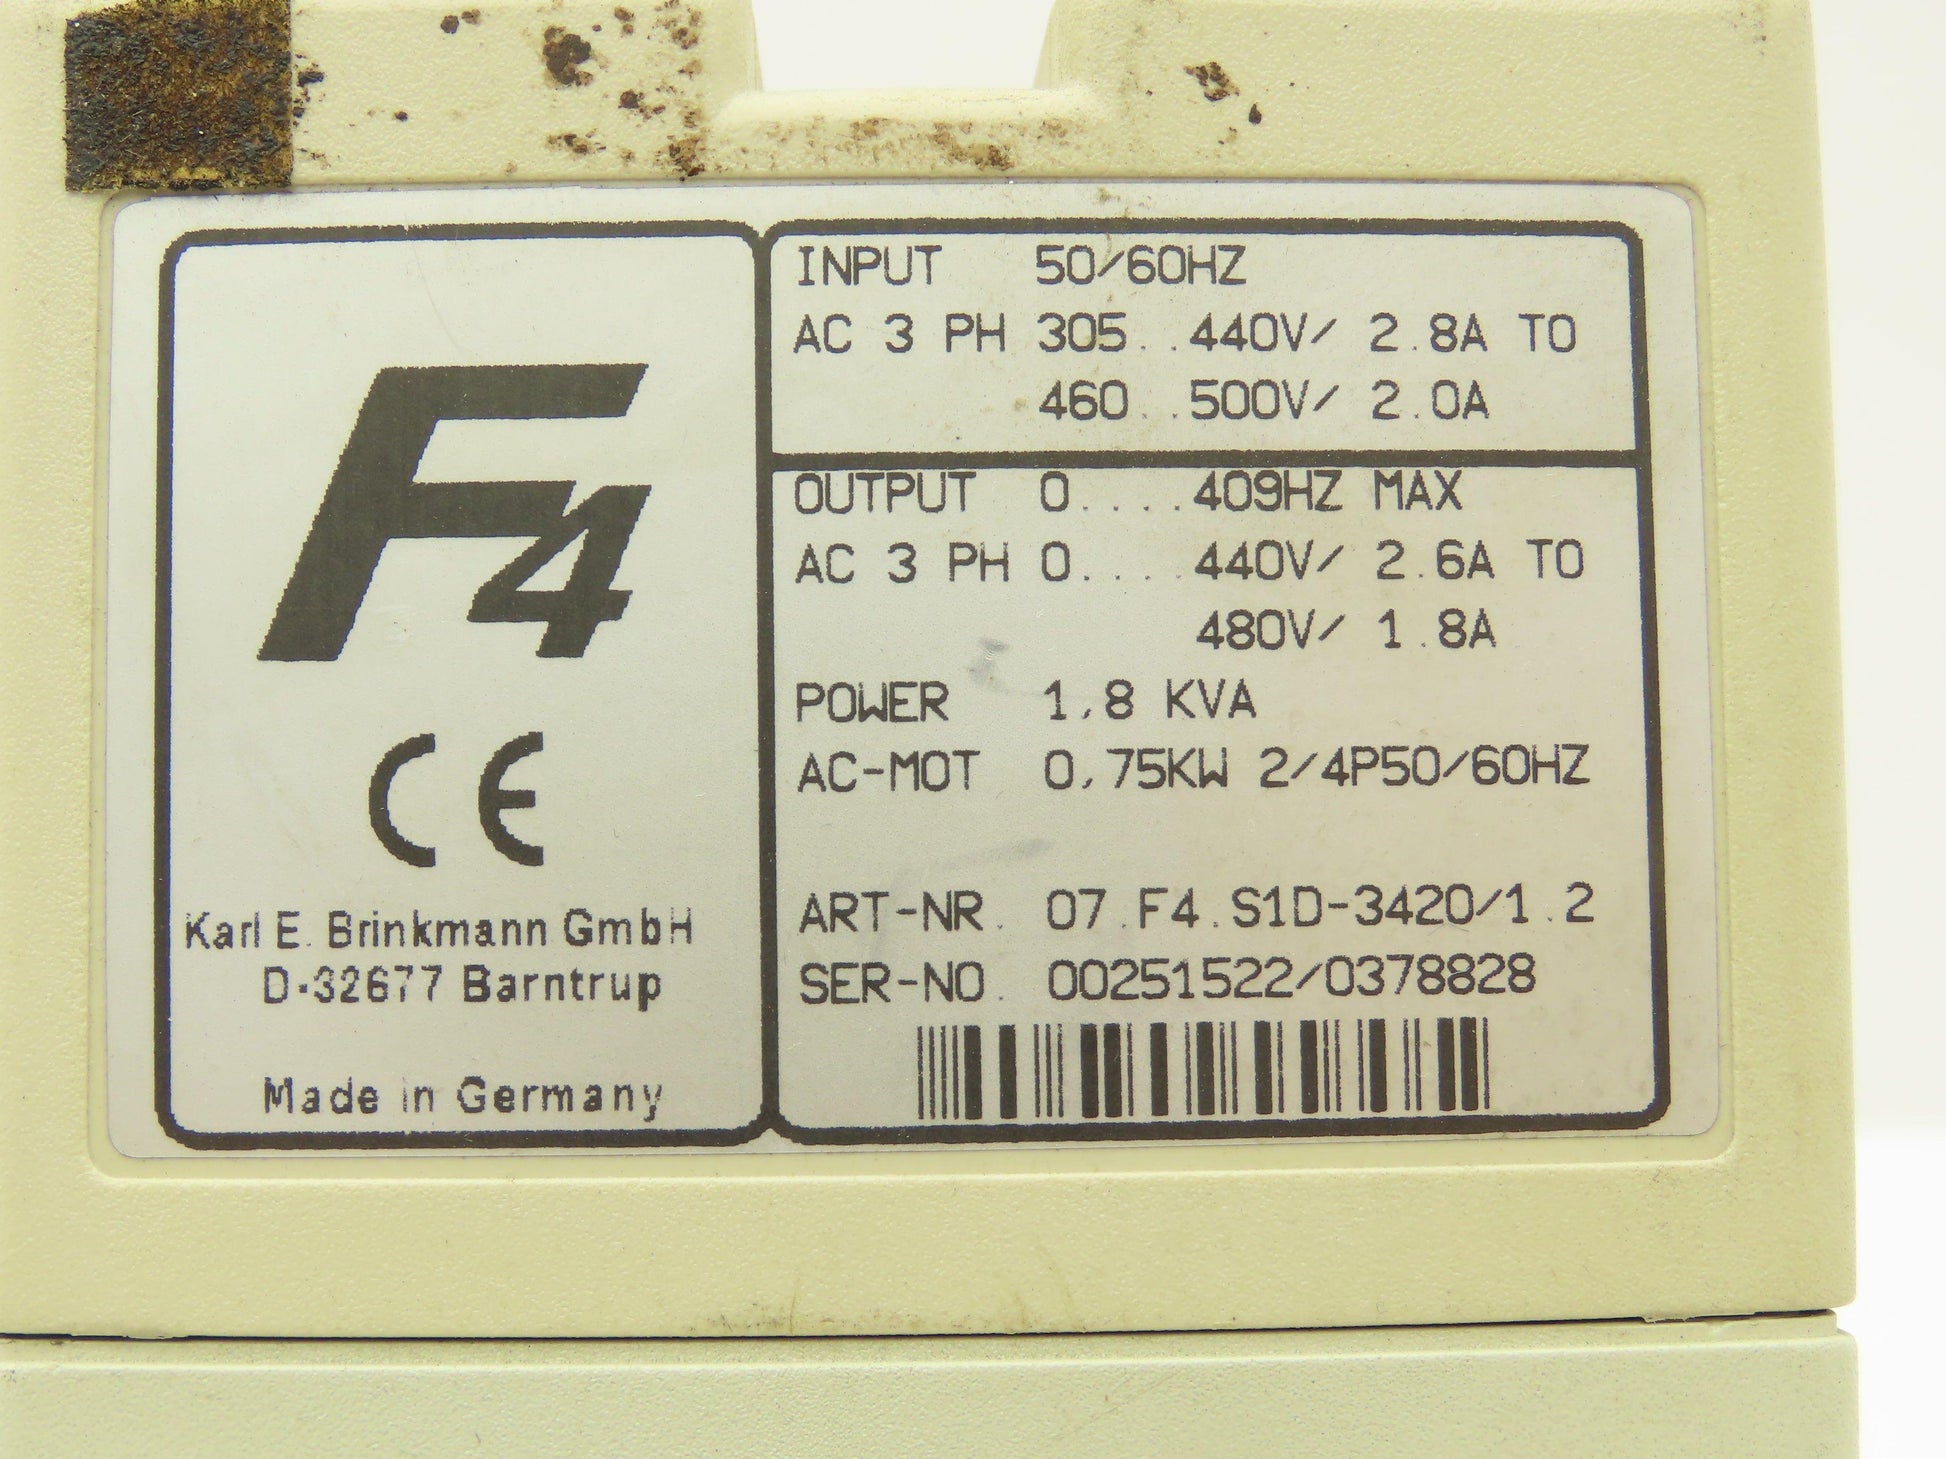 F4
CE
Karl E. Brinkmann GmbH
D-32677 Barntrup
Made in Germany
INPUT 50/60HZ
AC 3 PH 305..440V/ 2.8A TO
460..500V/ 2.0A
OUTPUT 0....409HZ MAX
AC 3 PH 0....440V/ 2.6A TO
480V/ 1.8A
POWER 1,8 KVA
AC-MOT 0,75KW 2/4P50/60HZ
ART-NR. 07.F4.S1D-3420/1.2
SER-NO. 00251522/0378828